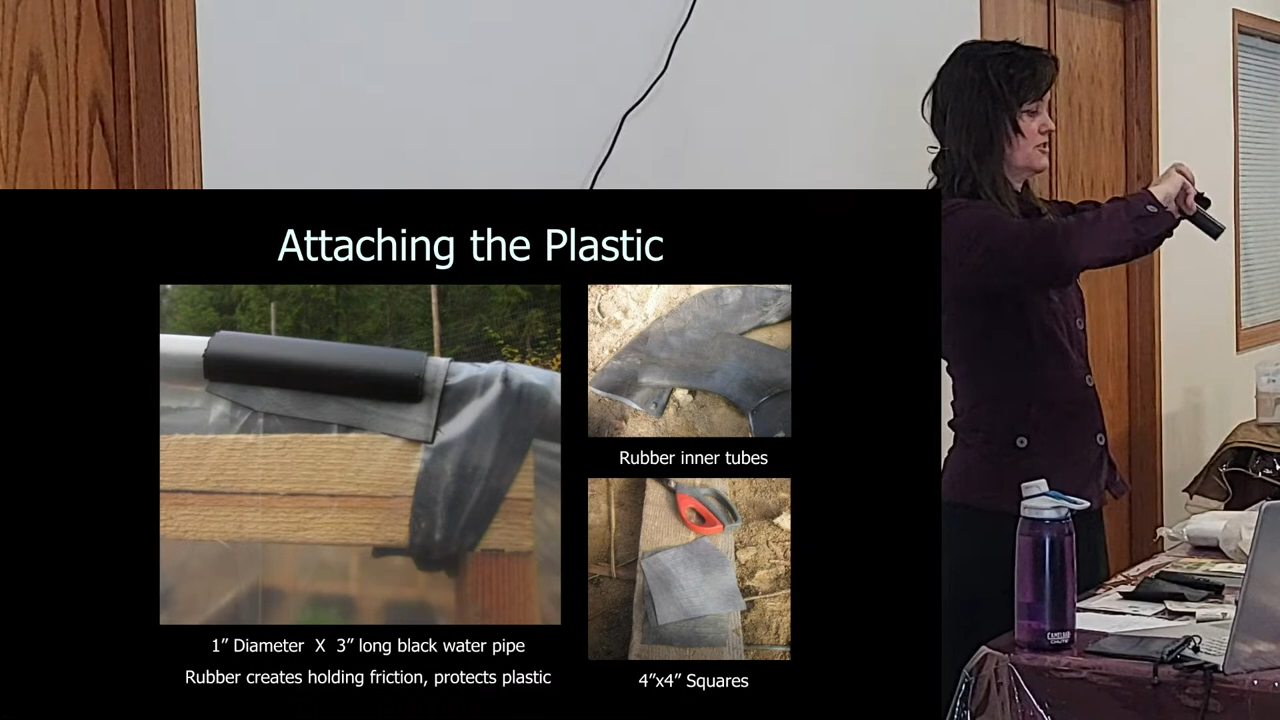 Attaching the Plastic
Rubber inner tubes
1” Diameter X 3” long black water pipe
Rubber creates holding friction, protects plastic
4”x4” Squares
CAMELBAK